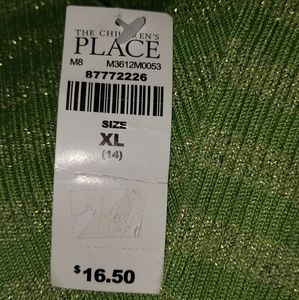 THE CHILDREN'S
PLACE
M8 M3612M0053
87772226
SIZE
XL
(14)
$16.50